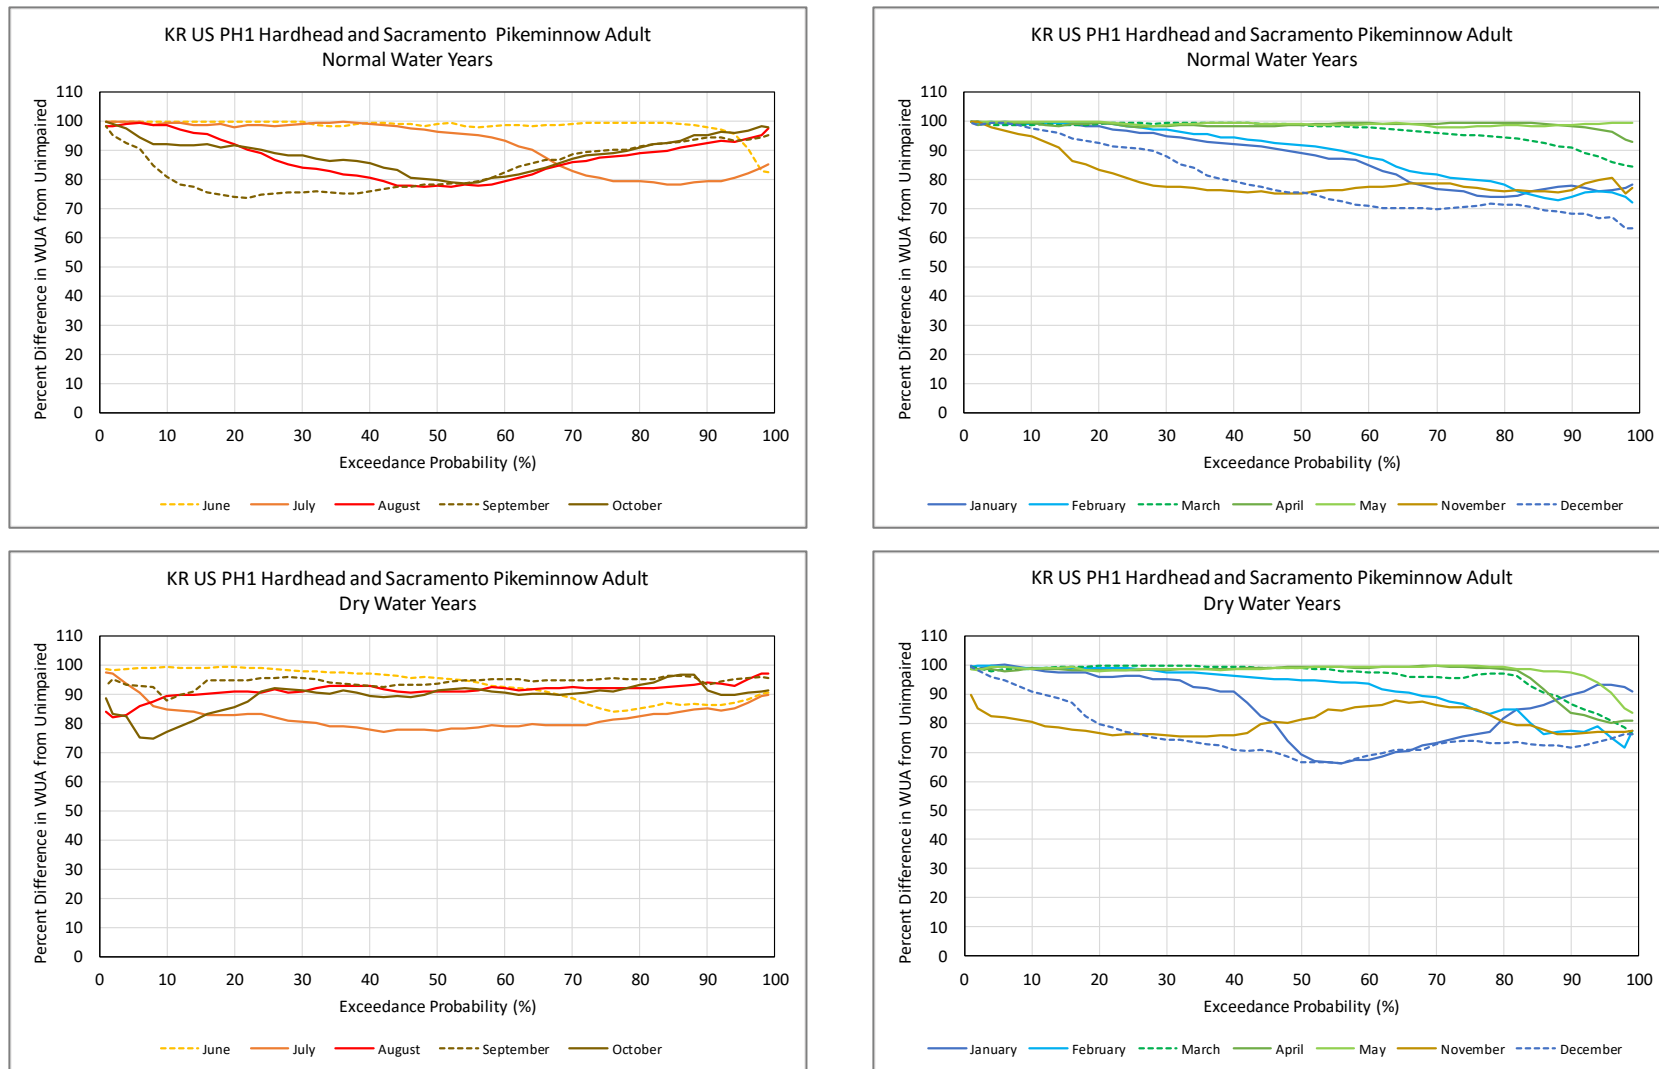 KR US PH1 Hardhead and Sacramento Pikeminnow Adult
Normal Water Years
Percent Difference in WUA from Unimpaired
110
100
90
80
70
60
50
40
30
20
10
0
0 10 20 30 40 50 60 70 80 90 100
Exceedance Probability (%)
June July August September October
KR US PH1 Hardhead and Sacramento Pikeminnow Adult
Normal Water Years
Percent Difference in WUA from Unimpaired
110
100
90
80
70
60
50
40
30
20
10
0
0 10 20 30 40 50 60 70 80 90 100
Exceedance Probability (%)
January February March April May November December
KR US PH1 Hardhead and Sacramento Pikeminnow Adult
Dry Water Years
Percent Difference in WUA from Unimpaired
110
100
90
80
70
60
50
40
30
20
10
0
0 10 20 30 40 50 60 70 80 90 100
Exceedance Probability (%)
June July August September October
KR US PH1 Hardhead and Sacramento Pikeminnow Adult
Dry Water Years
Percent Difference in WUA from Unimpaired
110
100
90
80
70
60
50
40
30
20
10
0
0 10 20 30 40 50 60 70 80 90 100
Exceedance Probability (%)
January February March April May November December